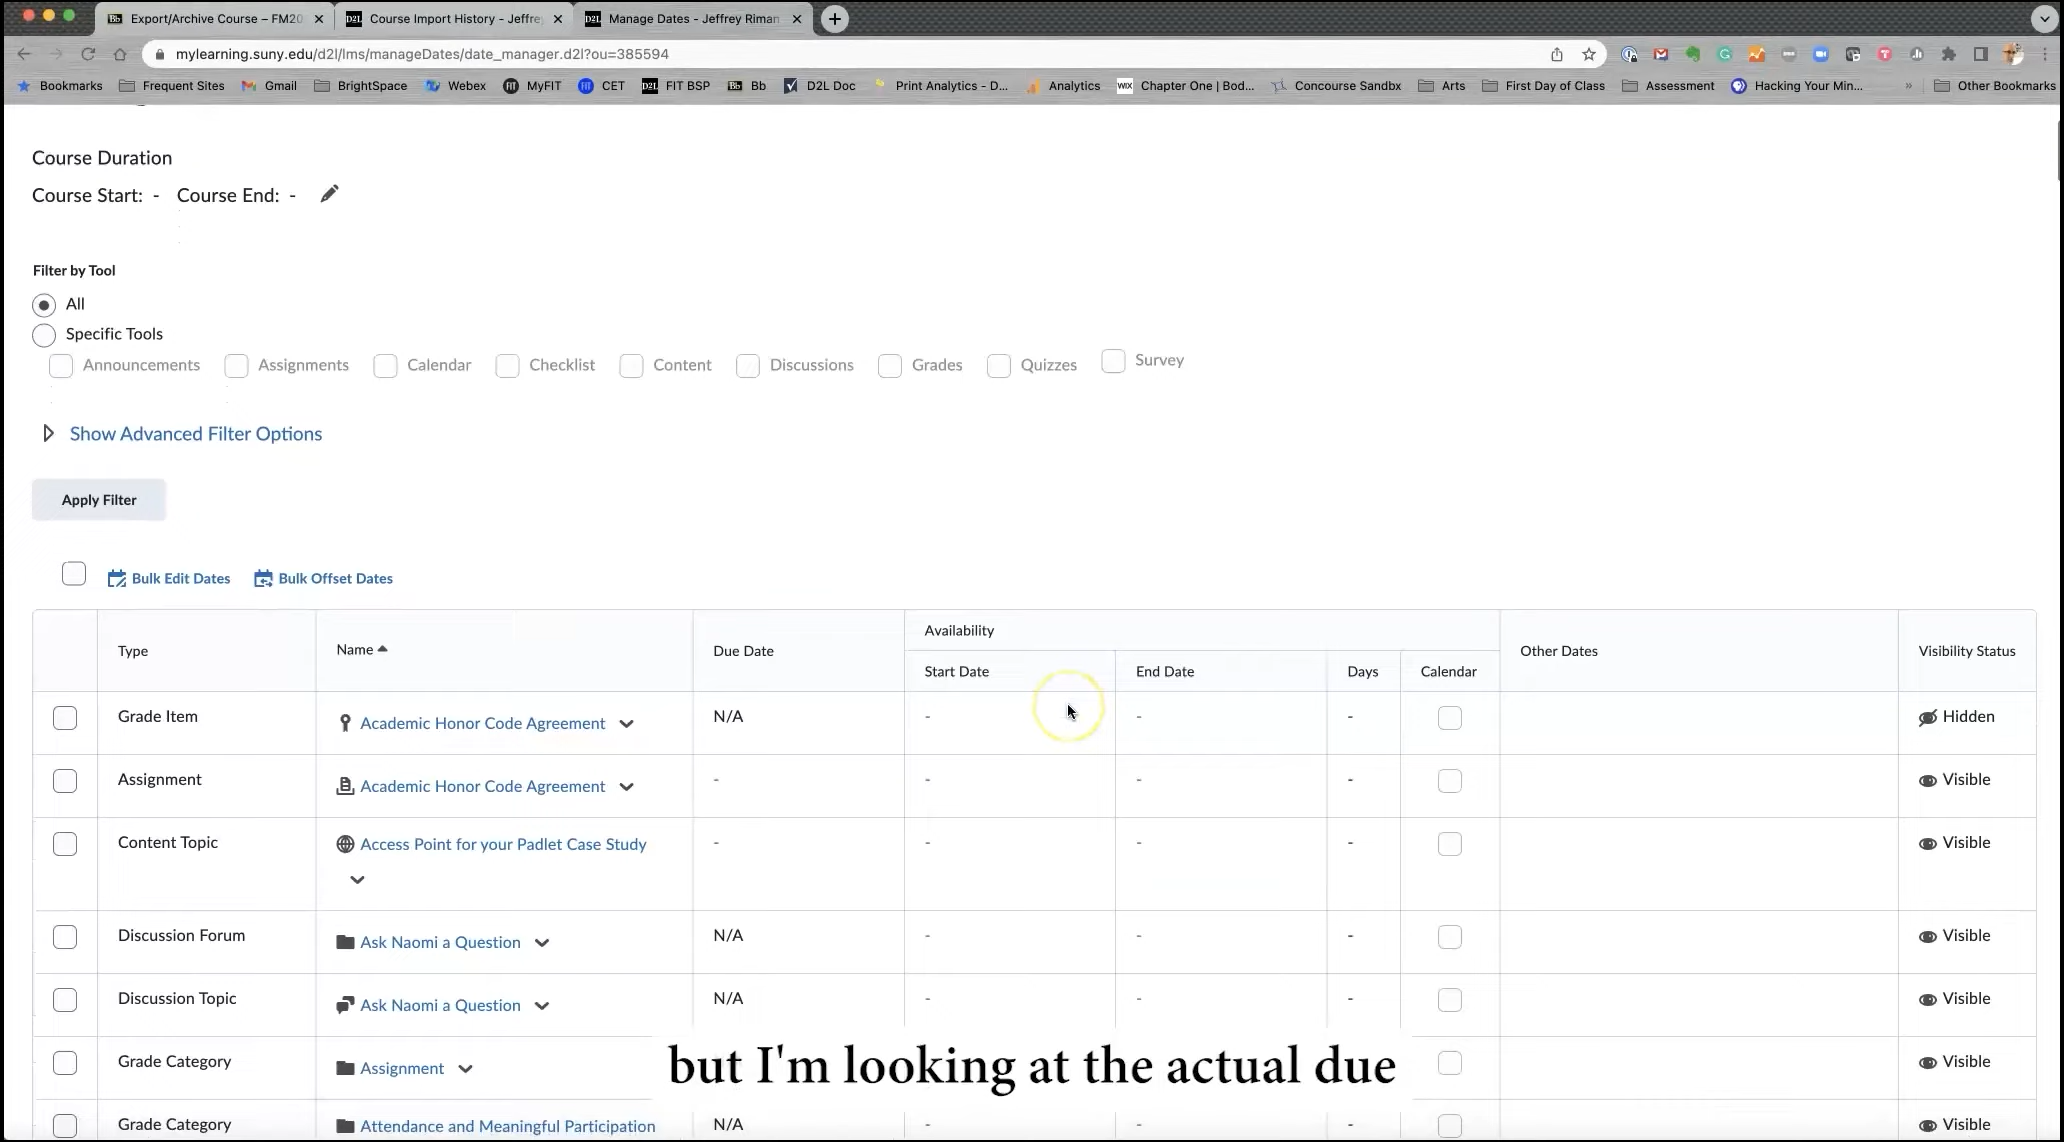 Export/Archive Course – FM20
Course Import History - Jeffre
Manage Dates - Jeffrey Riman
mylearning.suny.edu/d2l/lms/manageDates/date_manager.d2l?ou=385594
Bookmarks Frequent Sites Gmail BrightSpace Webex MyFIT CET FIT BSP Bb D2L Doc Print Analytics - D... Analytics Chapter One | Bod... Concourse Sandbx Arts First Day of Class Assessment Hacking Your Min... » Other Bookmarks
Course Duration
Course Start: - Course End: -
Filter by Tool
All
Specific Tools
Announcements Assignments Calendar Checklist Content Discussions Grades Quizzes Survey
Show Advanced Filter Options
Apply Filter
Bulk Edit Dates Bulk Offset Dates
Availability
Type Name Due Date Start Date End Date Days Calendar Other Dates Visibility Status
Grade Item Academic Honor Code Agreement N/A - - - Hidden
Assignment Academic Honor Code Agreement - - - - Visible
Content Topic Access Point for your Padlet Case Study - - - - Visible
Discussion Forum Ask Naomi a Question N/A - - - Visible
Discussion Topic Ask Naomi a Question N/A - - - Visible
Grade Category Assignment Visible
but I'm looking at the actual due
Grade Category Attendance and Meaningful Participation N/A - - - Visible